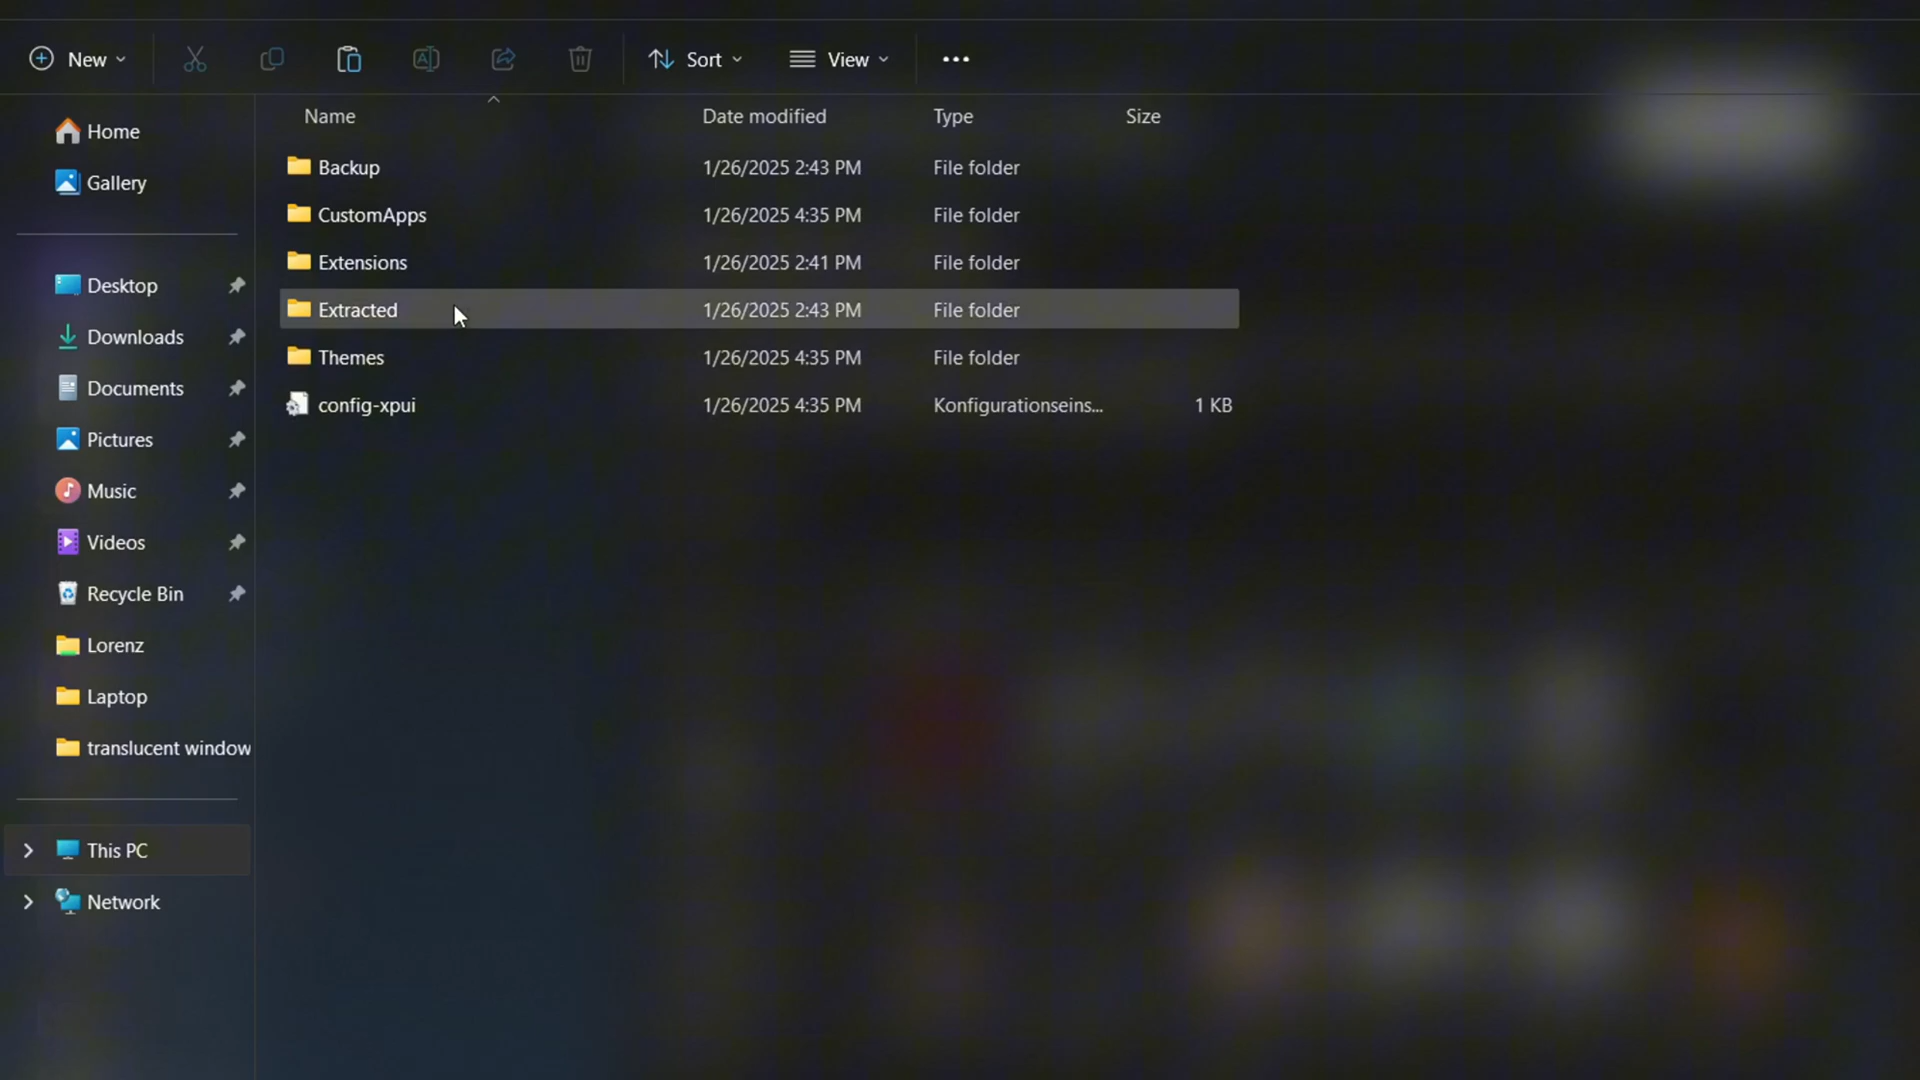 New Sort View
Name Date modified Type Size
Home
Gallery
Desktop
Downloads
Documents
Pictures
Music
Videos
Recycle Bin
Lorenz
Laptop
translucent window
This PC
Network
Backup 1/26/2025 2:43 PM File folder
CustomApps 1/26/2025 4:35 PM File folder
Extensions 1/26/2025 2:41 PM File folder
Extracted 1/26/2025 2:43 PM File folder
Themes 1/26/2025 4:35 PM File folder
config-xpui 1/26/2025 4:35 PM Konfigurationseins... 1 KB